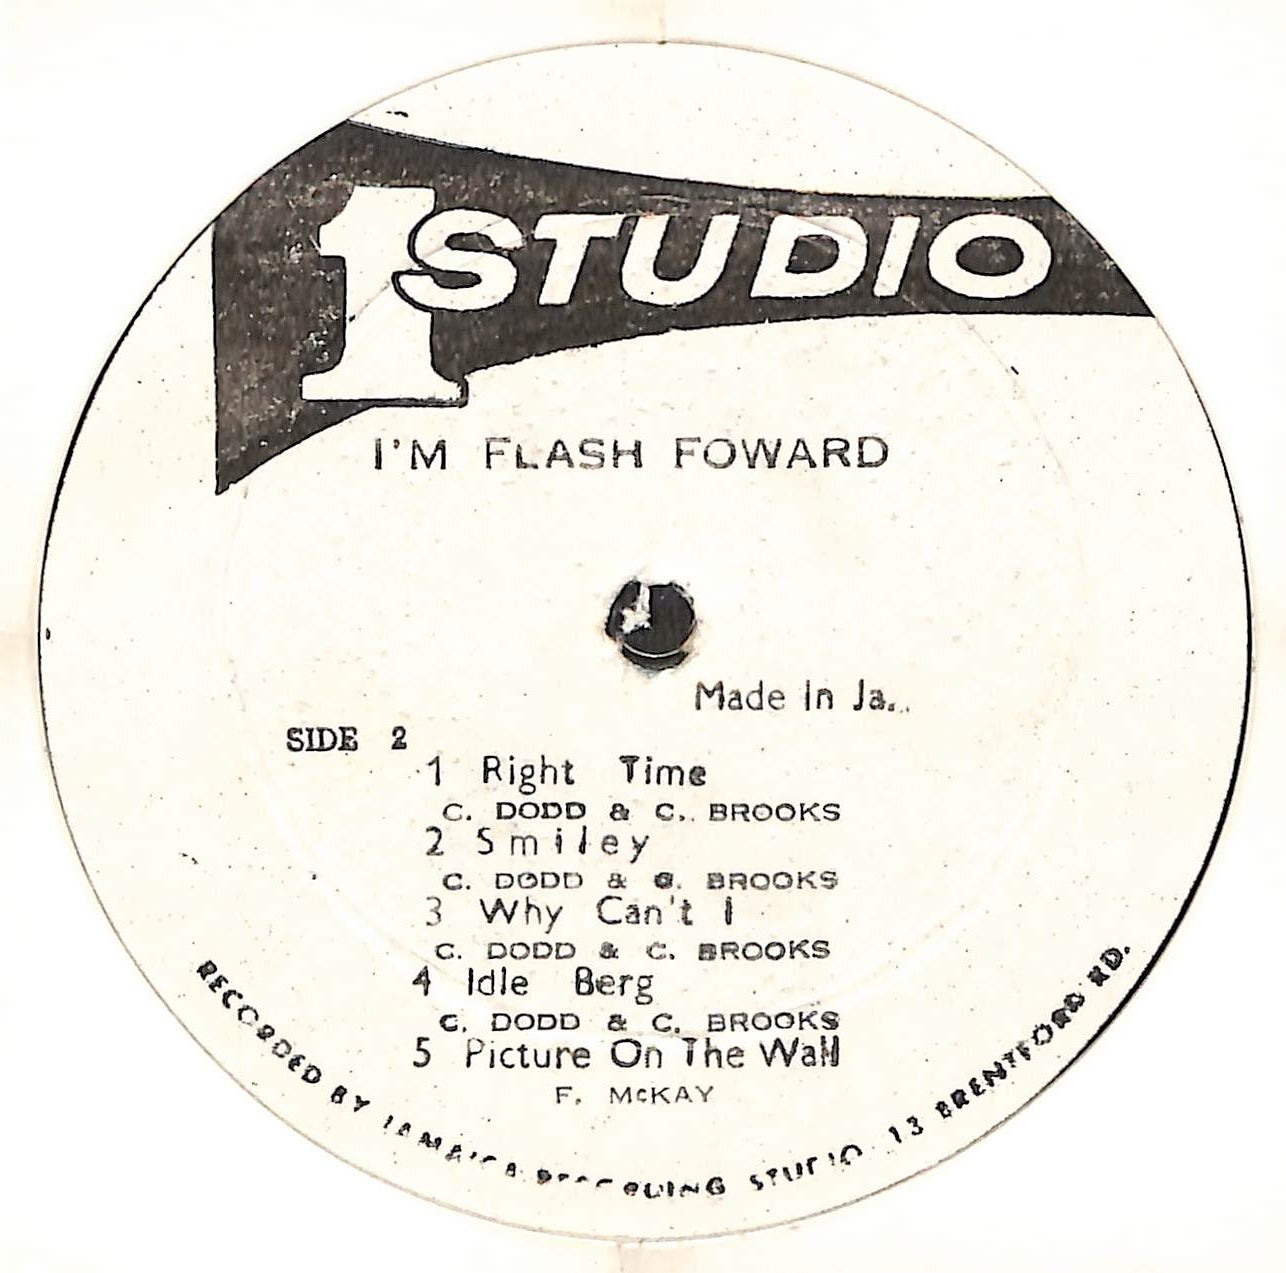 1 STUDIO
I'M FLASH FOWARD
Made in Ja..
SIDE 2
1 Right Time
C. DODD & C. BROOKS
2 Smiley
C. DODD & C. BROOKS
3 Why Can't I
C. DODD & C. BROOKS
4 Idle Berg
C. DODD & C. BROOKS
5 Picture On The Wall
F. McKAY
RECORDED BY JAMAICA RECORDING STUDIO 13 BRENTFORD RD.